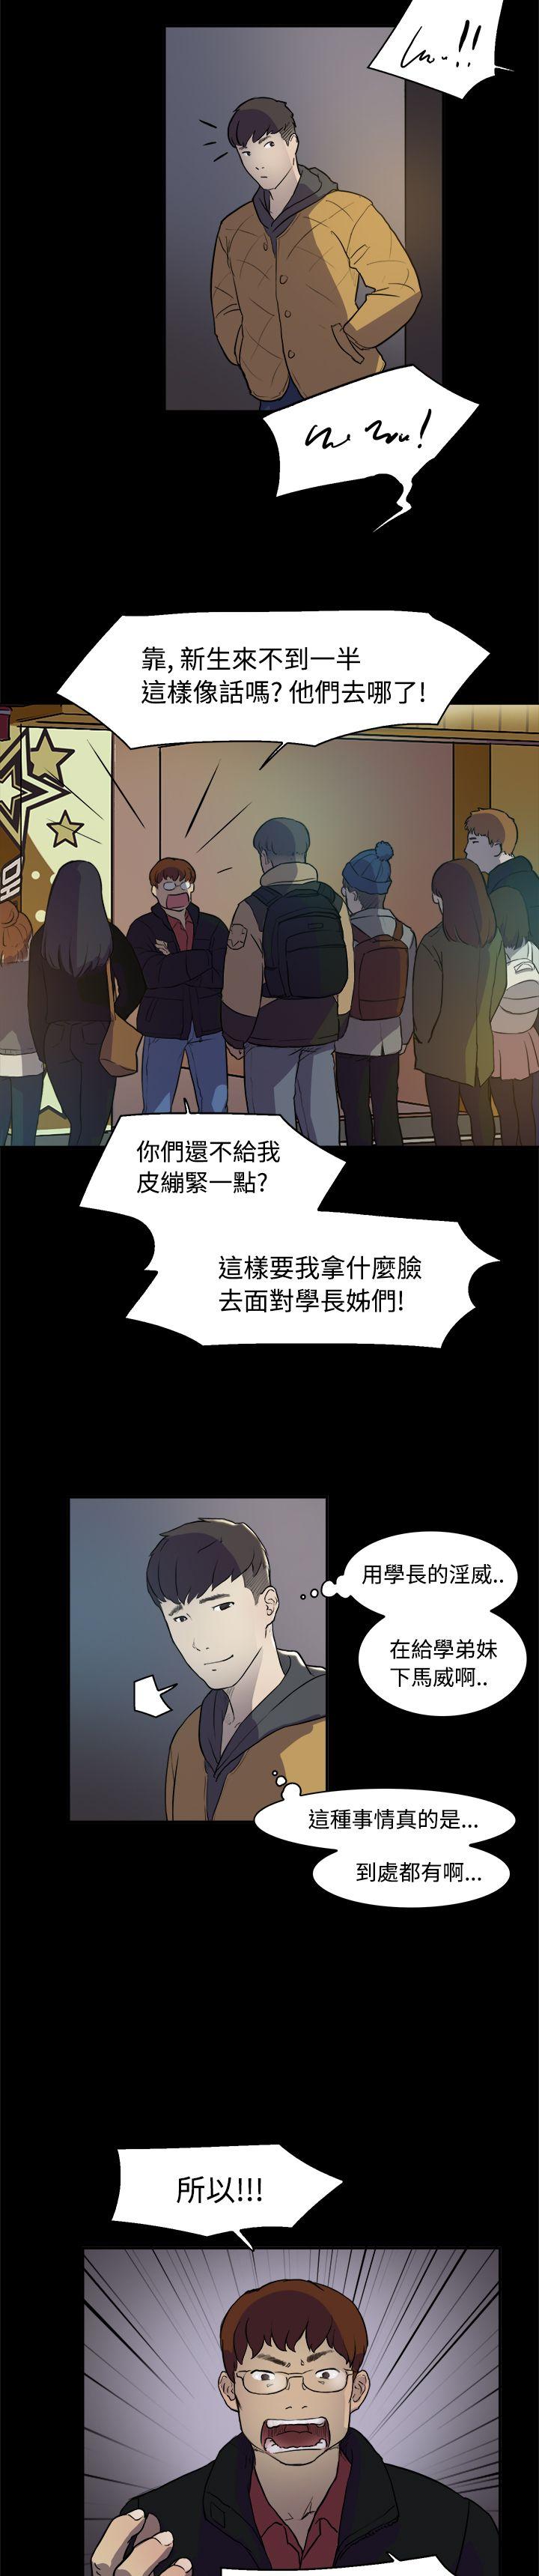 靠, 新生來不到一半
這樣像話嗎? 他們去哪了!
你們還不給我
皮繃緊一點?
這樣要我拿什麼臉
去面對學長姊們!
用學長的淫威..
在給學弟妹
下馬威啊..
這種事情真的是...
到處都有啊...
所以!!!